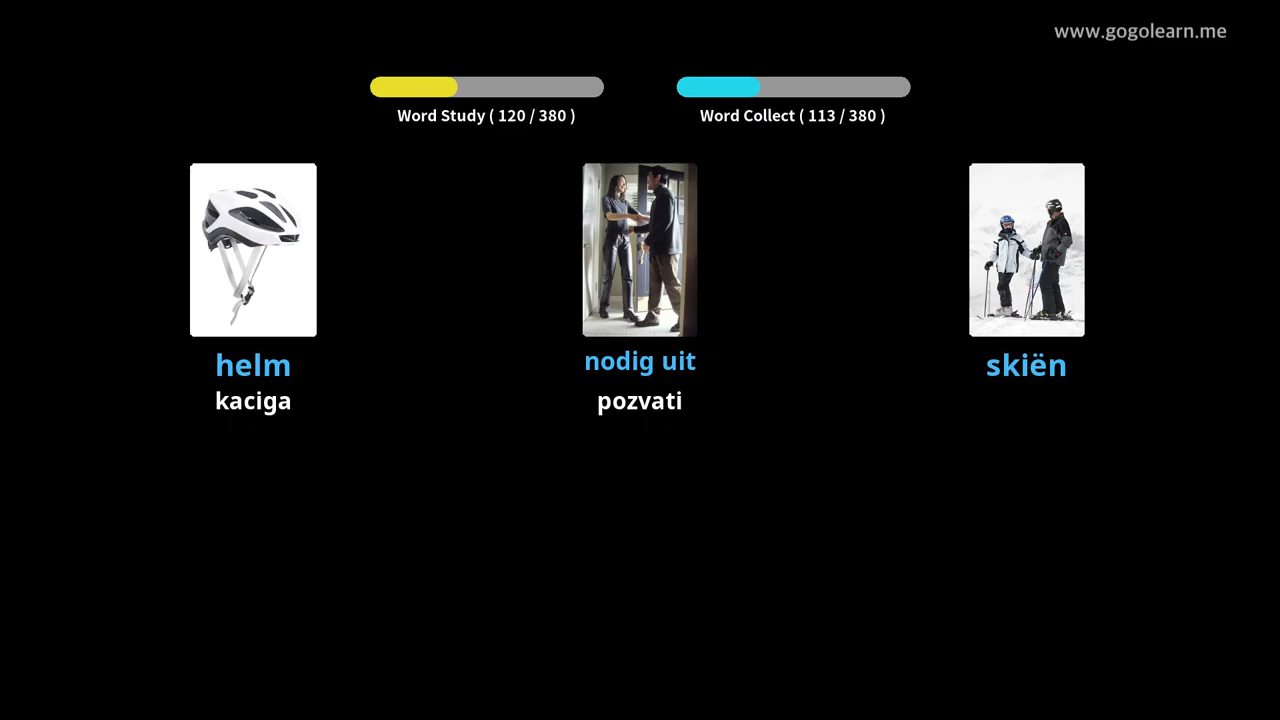 www.gogolearn.me
Word Study ( 120 / 380 )
Word Collect ( 113 / 380 )
helm
nodig uit
skiën
kaciga
pozvati